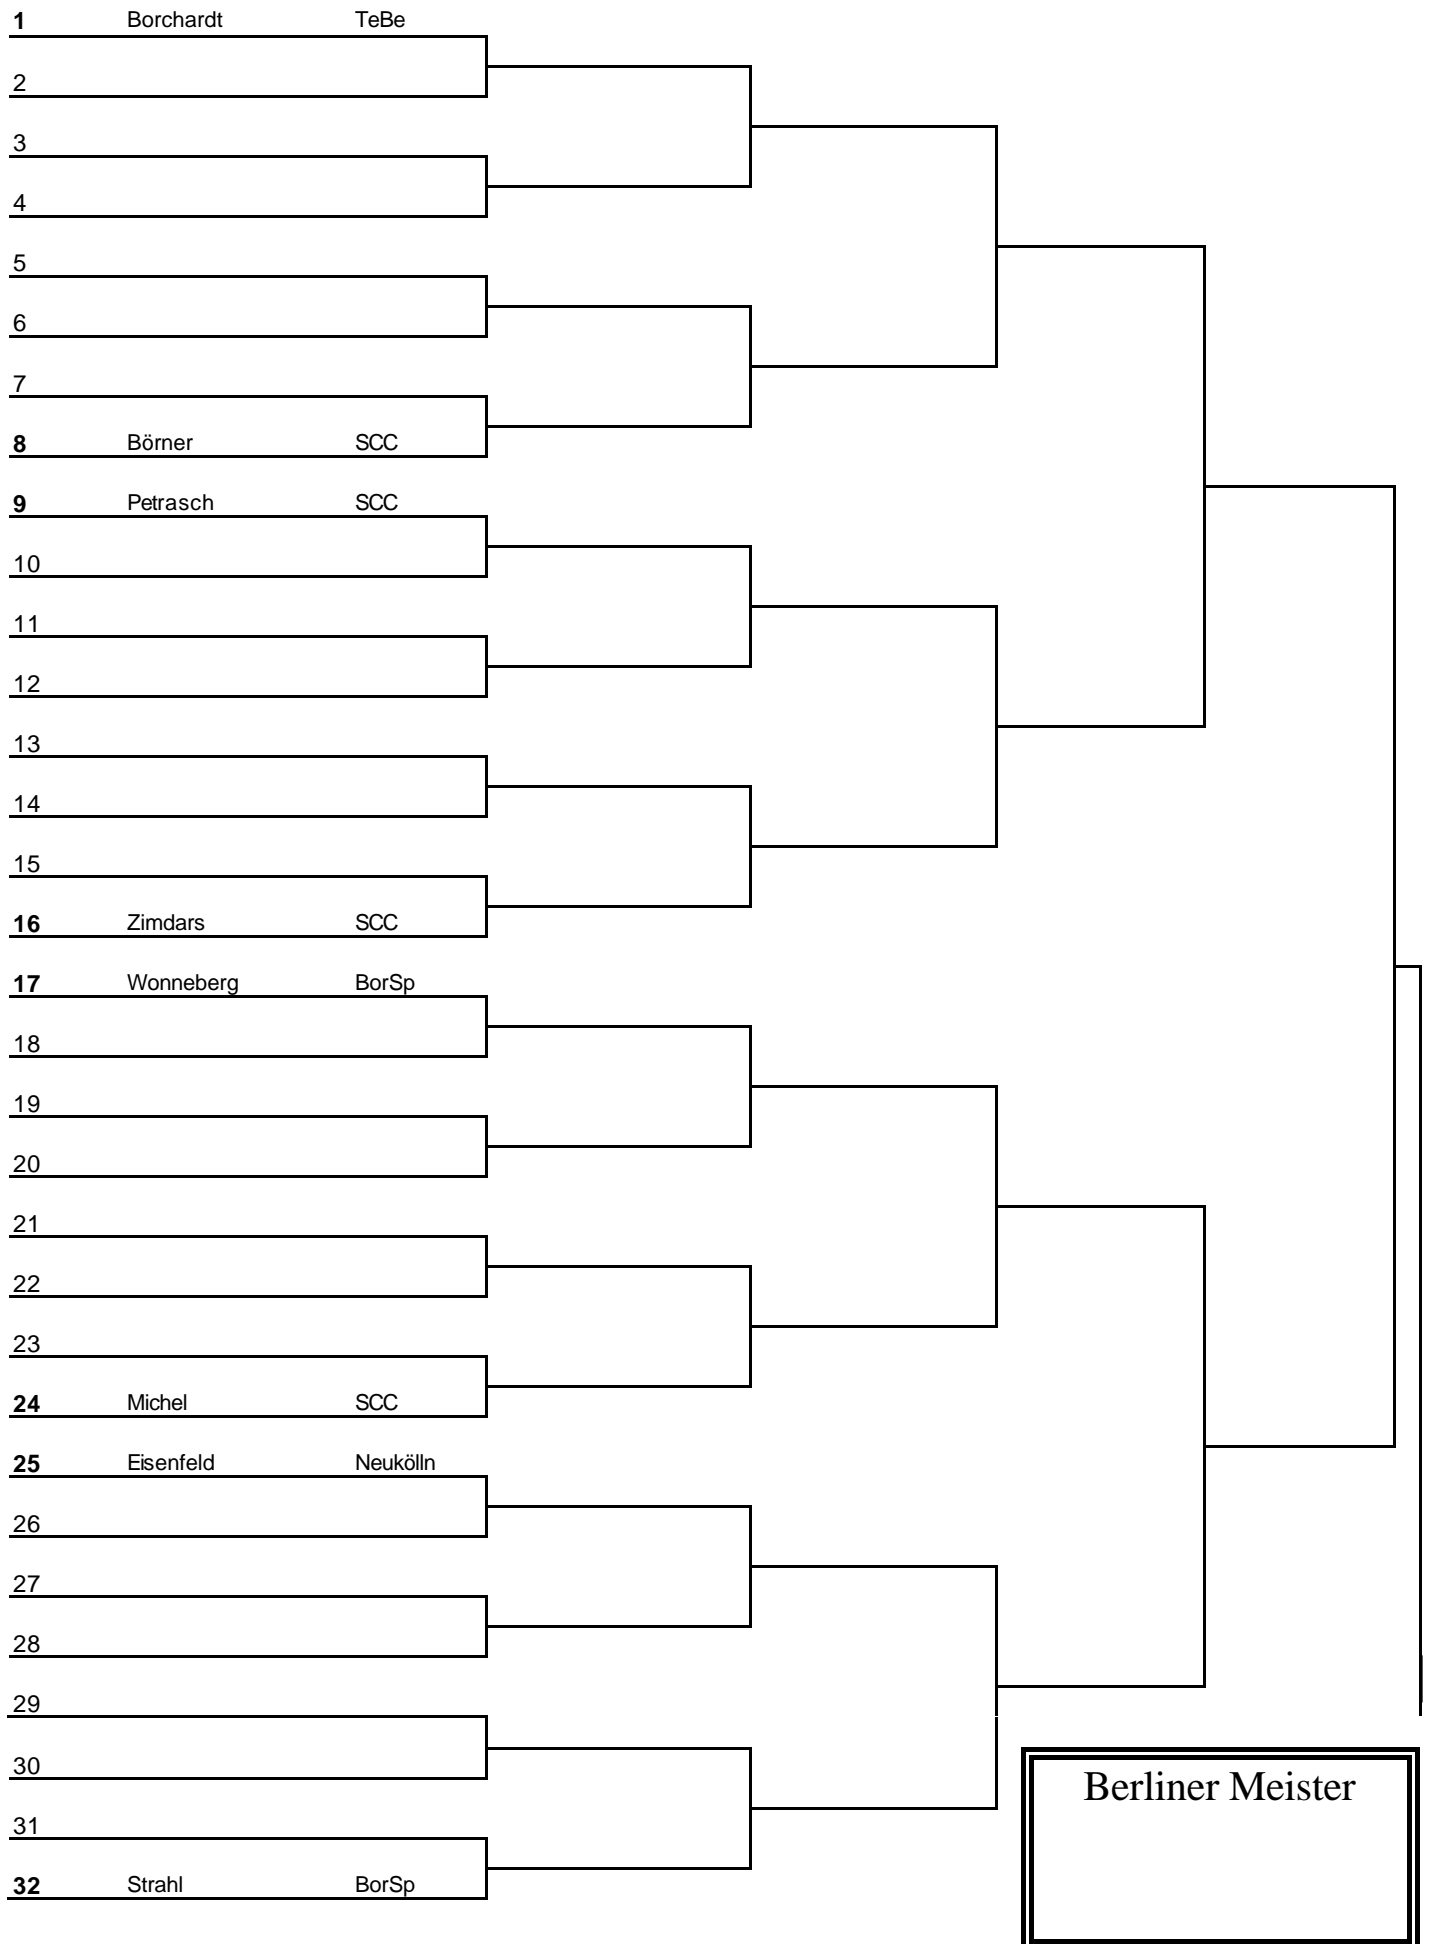 1 Borchardt TeBe
2
3
4
5
6
7
8 Börner SCC
9 Petrasch SCC
10
11
12
13
14
15
16 Zimdars SCC
17 Wonneberg BorSp
18
19
20
21
22
23
24 Michel SCC
25 Eisenfeld Neukölln
26
27
28
29
30
31
32 Strahl BorSp
Berliner Meister